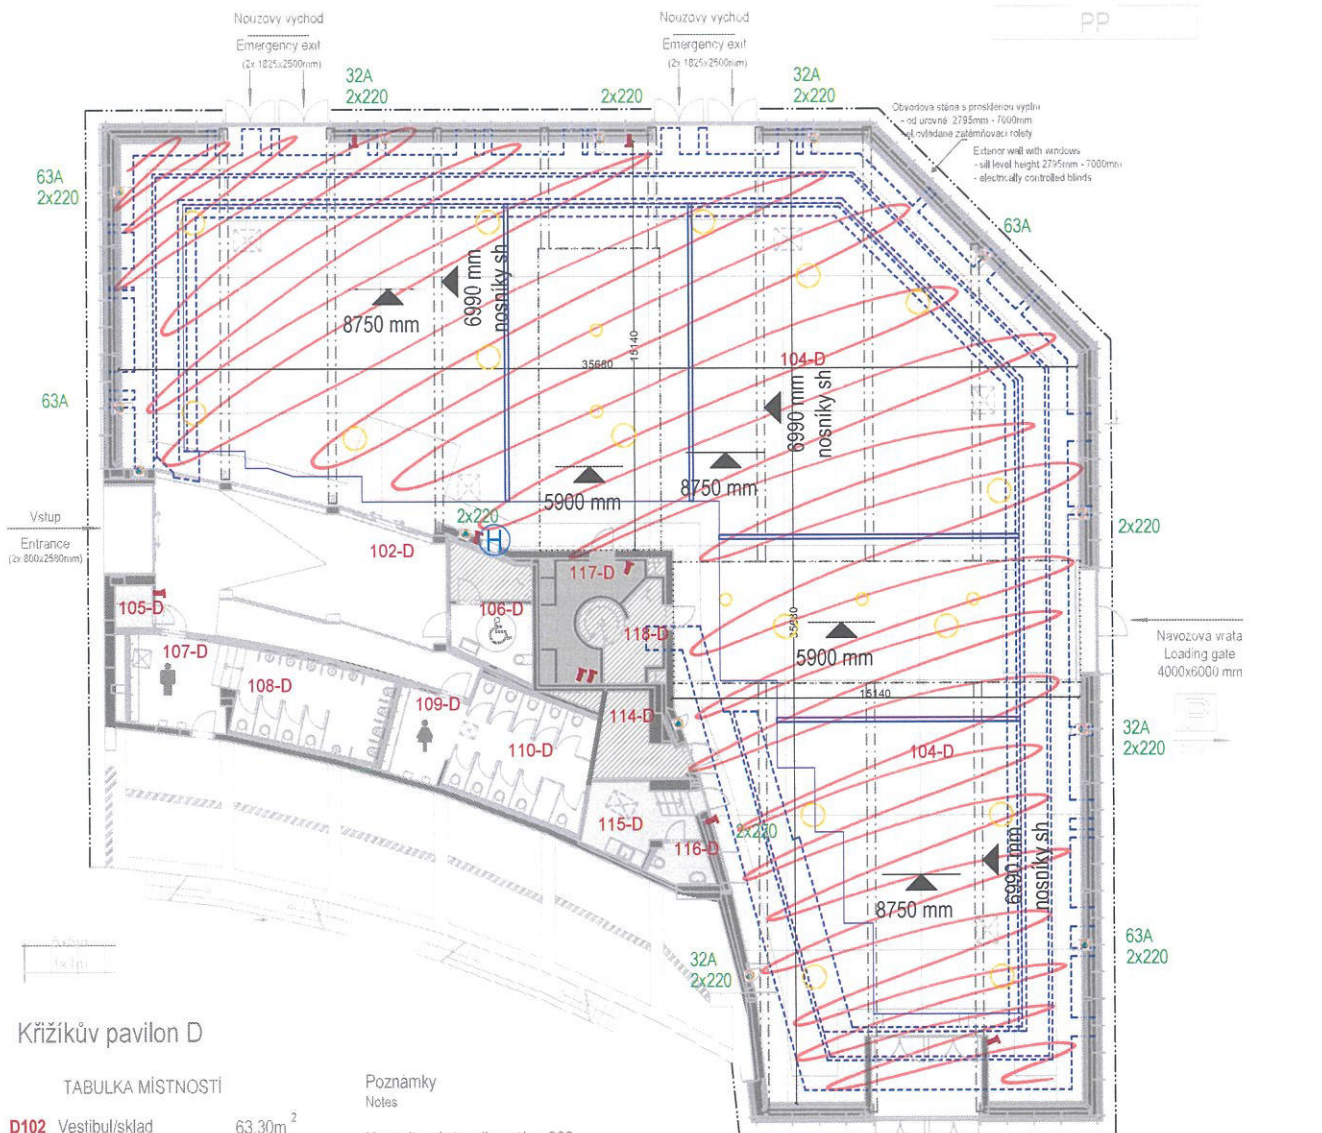 Nouzový východ
Emergency exit
(2x 1825x2500mm)
Nouzový východ
Emergency exit
(2x 1825x2500mm)
PP
32A
2x220
2x220
32A
2x220
Obvodová stěna s prosklenou výplní
- od úrovně 2795mm - 7000mm
- el.ovládané zatemňovací rolety
Exterior wall with windows
- sill level height 2795mm - 7000mm
- electrically controlled blinds
63A
2x220
63A
6990 mm
nosníky sh
8750 mm
15140
35680
104-D
6990 mm
nosníky sh
63A
5900 mm
8750 mm
Vstup
Entrance
(2x 800x2580mm)
2x220
H
102-D
2x220
105-D
106-D
117-D
118-D
35680
5900 mm
Navozova vrata
Loading gate
4000x6000 mm
107-D
108-D
109-D
110-D
114-D
15140
104-D
32A
2x220
115-D
116-D
2x220
6990 mm
nosníky sh
8750 mm
32A
2x220
63A
2x220
Křižíkův pavilon D
TABULKA MÍSTNOSTÍ
Poznámky
Notes
D102 Vestibul/sklad 63.30m²